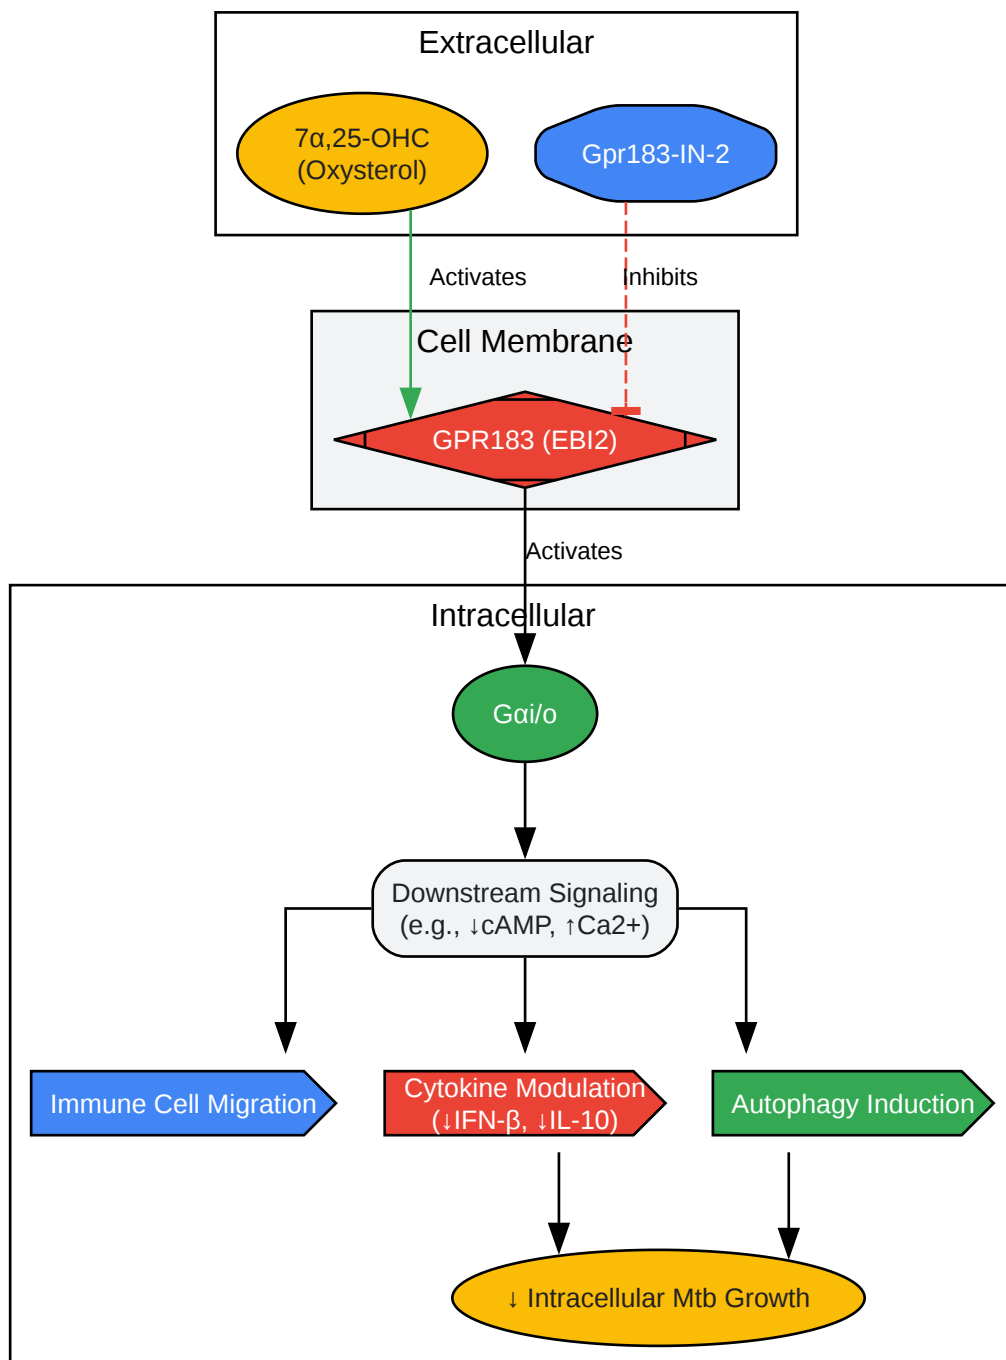 Extracellular
7α,25-OHC
(Oxysterol)
Gpr183-IN-2
Activates
Inhibits
Cell Membrane
GPR183 (EBI2)
Activates
Intracellular
Gαi/o
Downstream Signaling
(e.g., ↓cAMP, ↑Ca2+)
Immune Cell Migration
Cytokine Modulation
(↓IFN-β, ↓IL-10)
Autophagy Induction
↓ Intracellular Mtb Growth